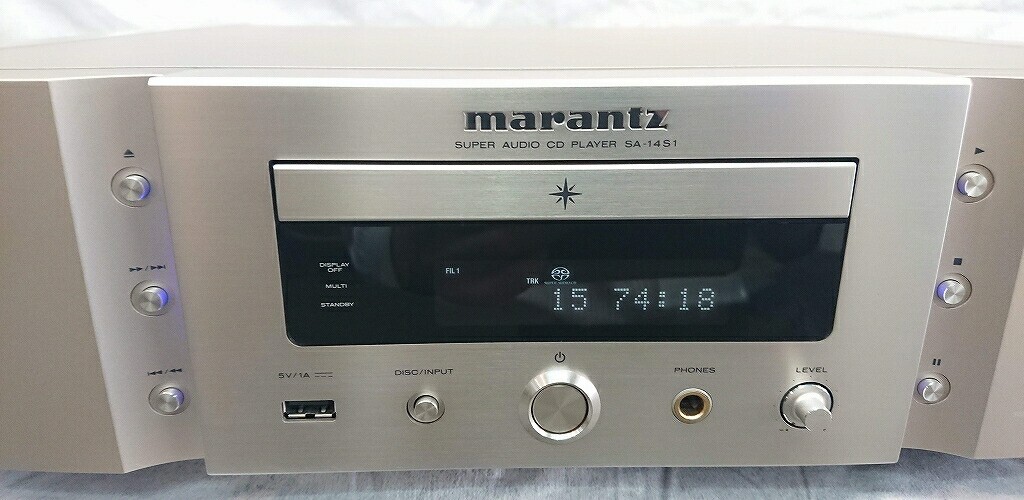 marantz
SUPER AUDIO CD PLAYER SA-14S1
DISPLAY
OFF
MULTI
STANDBY
FIL 1
TRK
15 74:18
5V/1A
DISC/INPUT
PHONES
LEVEL